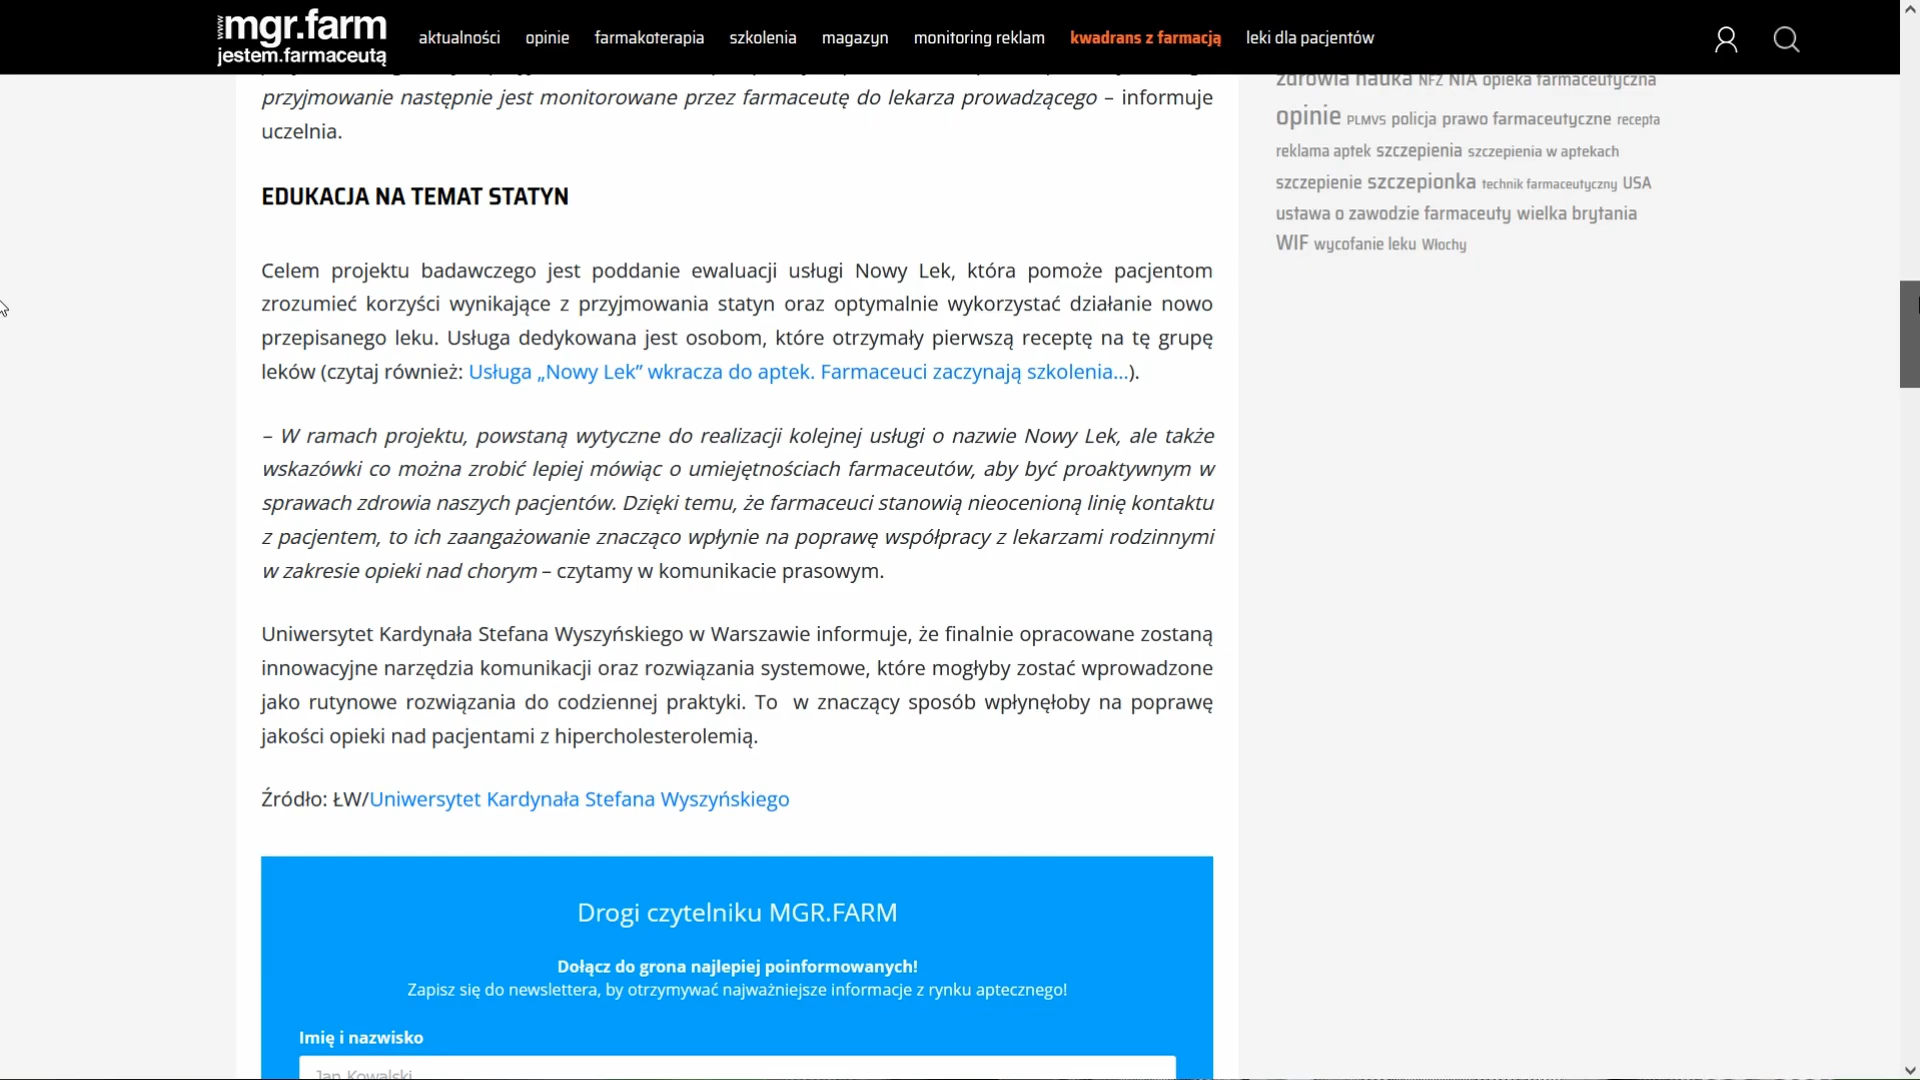 www.mgr.farm
jestem.farmaceutą
aktualności opinie farmakoterapia szkolenia magazyn monitoring reklam kwadrans z farmacją leki dla pacjentów
przyjmowanie następnie jest monitorowane przez farmaceutę do lekarza prowadzącego – informuje
uczelnia.
EDUKACJA NA TEMAT STATYN
Celem projektu badawczego jest poddanie ewaluacji usługi Nowy Lek, która pomoże pacjentom
zrozumieć korzyści wynikające z przyjmowania statyn oraz optymalnie wykorzystać działanie nowo
przepisanego leku. Usługa dedykowana jest osobom, które otrzymały pierwszą receptę na tę grupę
leków (czytaj również: Usługa „Nowy Lek” wkracza do aptek. Farmaceuci zaczynają szkolenia…).
– W ramach projektu, powstaną wytyczne do realizacji kolejnej usługi o nazwie Nowy Lek, ale także
wskazówki co można zrobić lepiej mówiąc o umiejętnościach farmaceutów, aby być proaktywnym w
sprawach zdrowia naszych pacjentów. Dzięki temu, że farmaceuci stanowią nieocenioną linię kontaktu
z pacjentem, to ich zaangażowanie znacząco wpłynie na poprawę współpracy z lekarzami rodzinnymi
w zakresie opieki nad chorym – czytamy w komunikacie prasowym.
Uniwersytet Kardynała Stefana Wyszyńskiego w Warszawie informuje, że finalnie opracowane zostaną
innowacyjne narzędzia komunikacji oraz rozwiązania systemowe, które mogłyby zostać wprowadzone
jako rutynowe rozwiązania do codziennej praktyki. To w znaczący sposób wpłynęłoby na poprawę
jakości opieki nad pacjentami z hipercholesterolemią.
Źródło: ŁW/Uniwersytet Kardynała Stefana Wyszyńskiego
Drogi czytelniku MGR.FARM
Dołącz do grona najlepiej poinformowanych!
Zapisz się do newslettera, by otrzymywać najważniejsze informacje z rynku aptecznego!
Imię i nazwisko
Jan Kowalski
zdrowia nauka NFZ NIA opieka farmaceutyczna
opinie PLMVS policja prawo farmaceutyczne recepta
reklama aptek szczepienia szczepienia w aptekach
szczepienie szczepionka technik farmaceutyczny USA
ustawa o zawodzie farmaceuty wielka brytania
WIF wycofanie leku Włochy